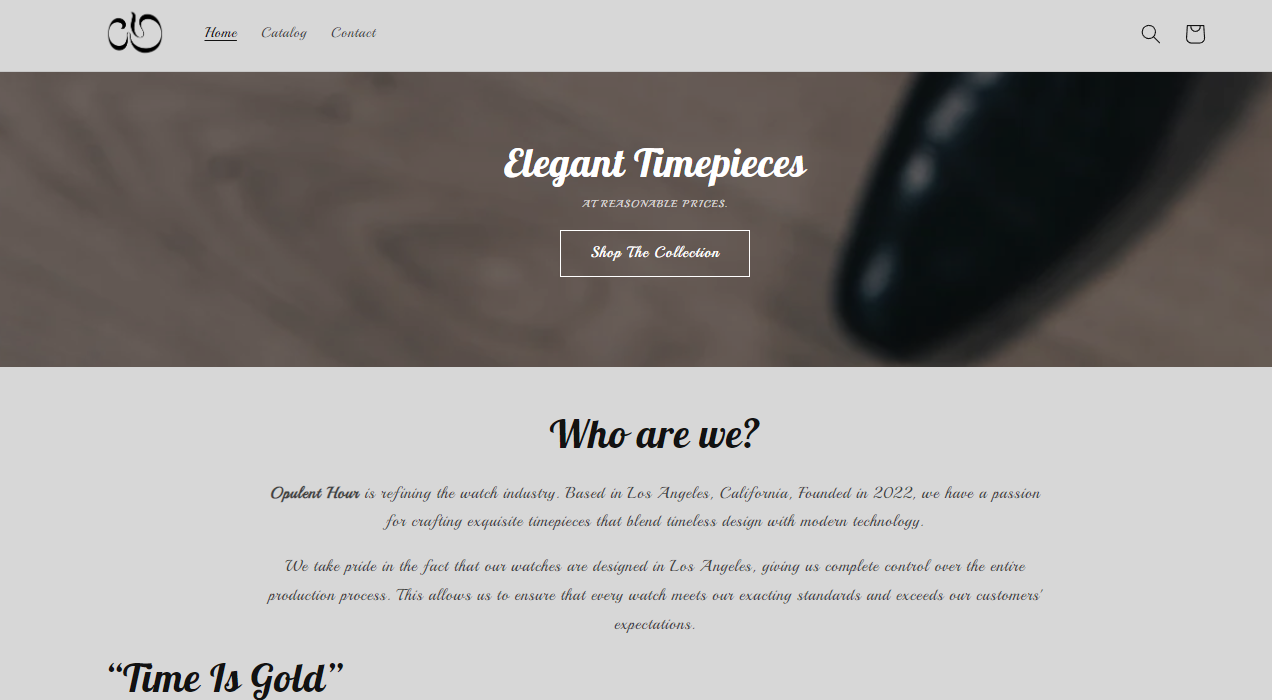 Home Catalog Contact
Elegant Timepieces
AT REASONABLE PRICES.
Shop The Collection
Who are we?
Opulent Hour is refining the watch industry. Based in Los Angeles, California, Founded in 2022, we have a passion
for crafting exquisite timepieces that blend timeless design with modern technology.
We take pride in the fact that our watches are designed in Los Angeles, giving us complete control over the entire
production process. This allows us to ensure that every watch meets our exacting standards and exceeds our customers'
expectations.
“Time Is Gold”